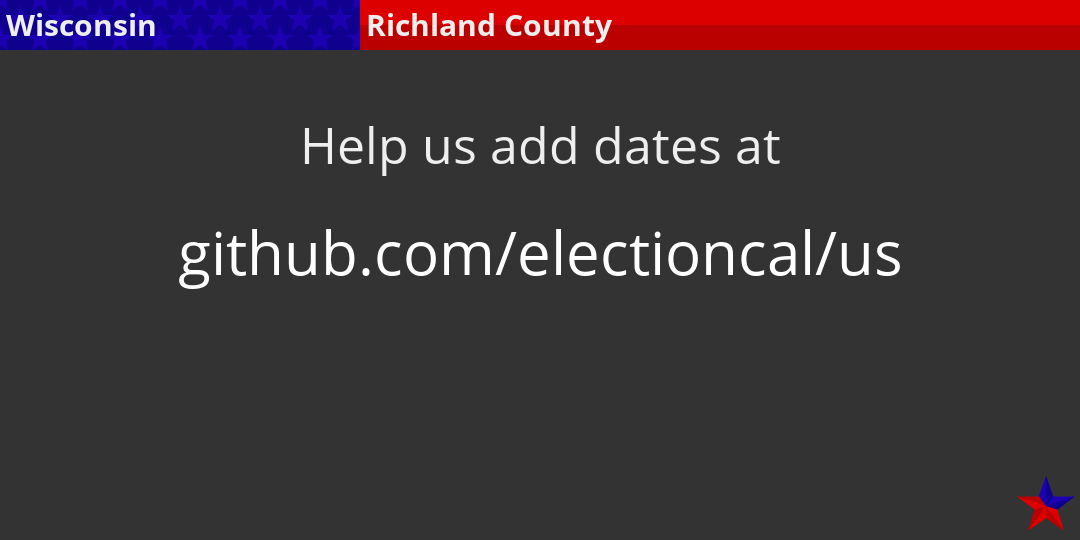 Wisconsin
Richland County
Help us add dates at
github.com/electioncal/us